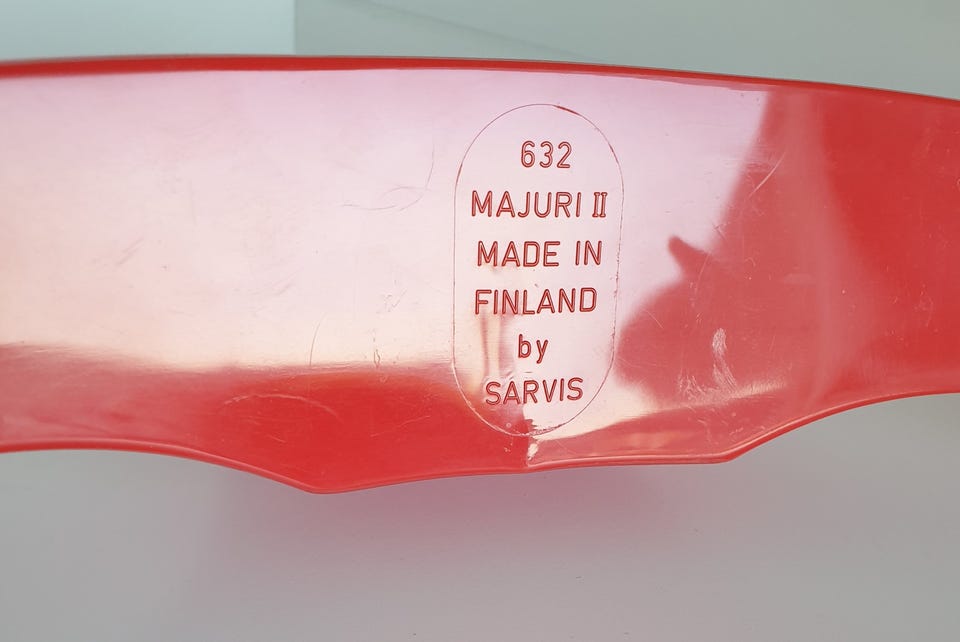 632
MAJURI II
MADE IN
FINLAND
by
SARVIS